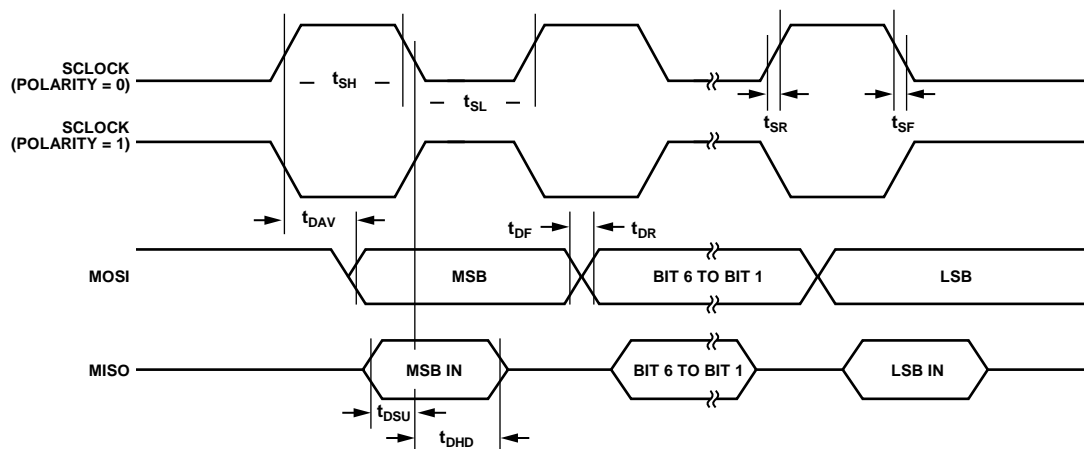 SCLOCK
(POLARITY = 0)
tSH
tSL
tSR
tSF
SCLOCK
(POLARITY = 1)
tDAV
tDF
tDR
MOSI
MSB
BIT 6 TO BIT 1
LSB
MISO
MSB IN
BIT 6 TO BIT 1
LSB IN
tDSU
tDHD